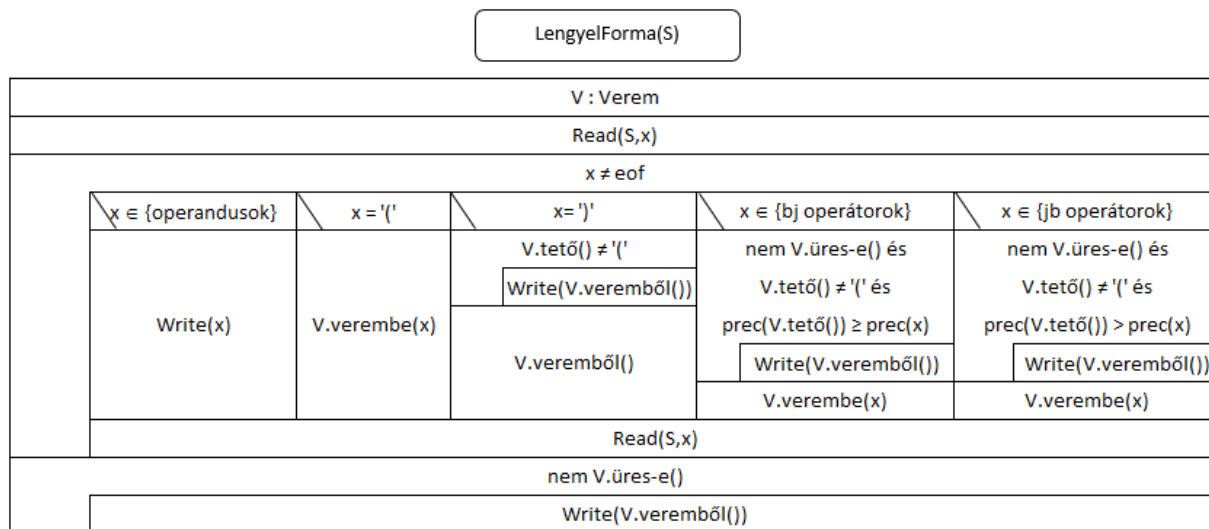 LengyelForma(S)
V : Verem
Read(S,x)
x ≠ eof
x ∈ {operandusok}
x = '('
x= ')'
x ∈ {bj operátorok}
x ∈ {jb operátorok}
Write(x)
V.verembe(x)
V.tető() ≠ '('
Write(V.veremből())
V.veremből()
nem V.üres-e() és
V.tető() ≠ '(' és
prec(V.tető()) ≥ prec(x)
Write(V.veremből())
V.verembe(x)
nem V.üres-e() és
V.tető() ≠ '(' és
prec(V.tető()) > prec(x)
Write(V.veremből())
V.verembe(x)
Read(S,x)
nem V.üres-e()
Write(V.veremből())